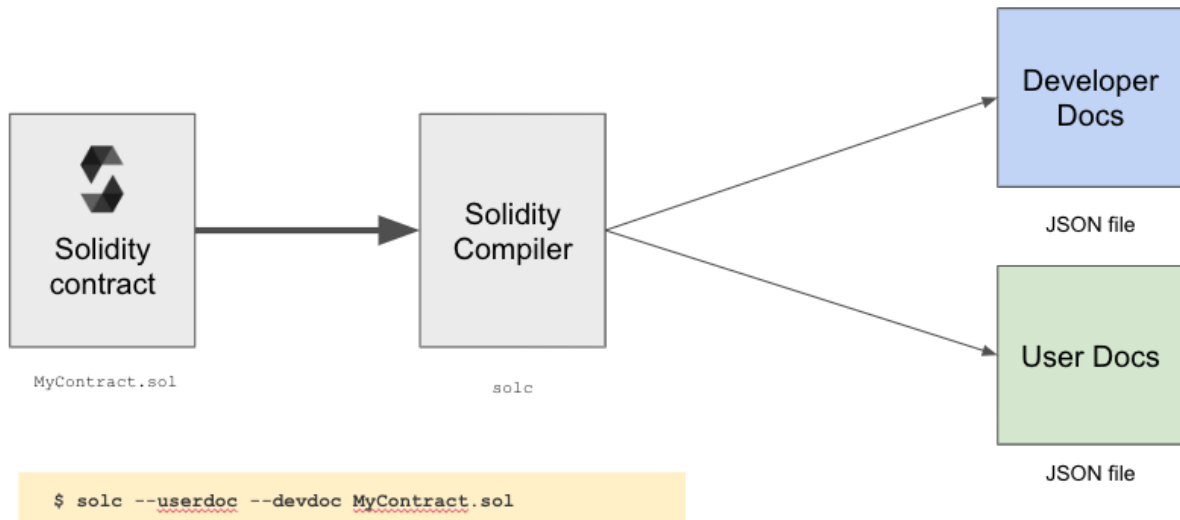 Solidity
contract
MyContract.sol
Solidity
Compiler
solc
Developer
Docs
JSON file
User Docs
JSON file
$ solc --userdoc --devdoc MyContract.sol